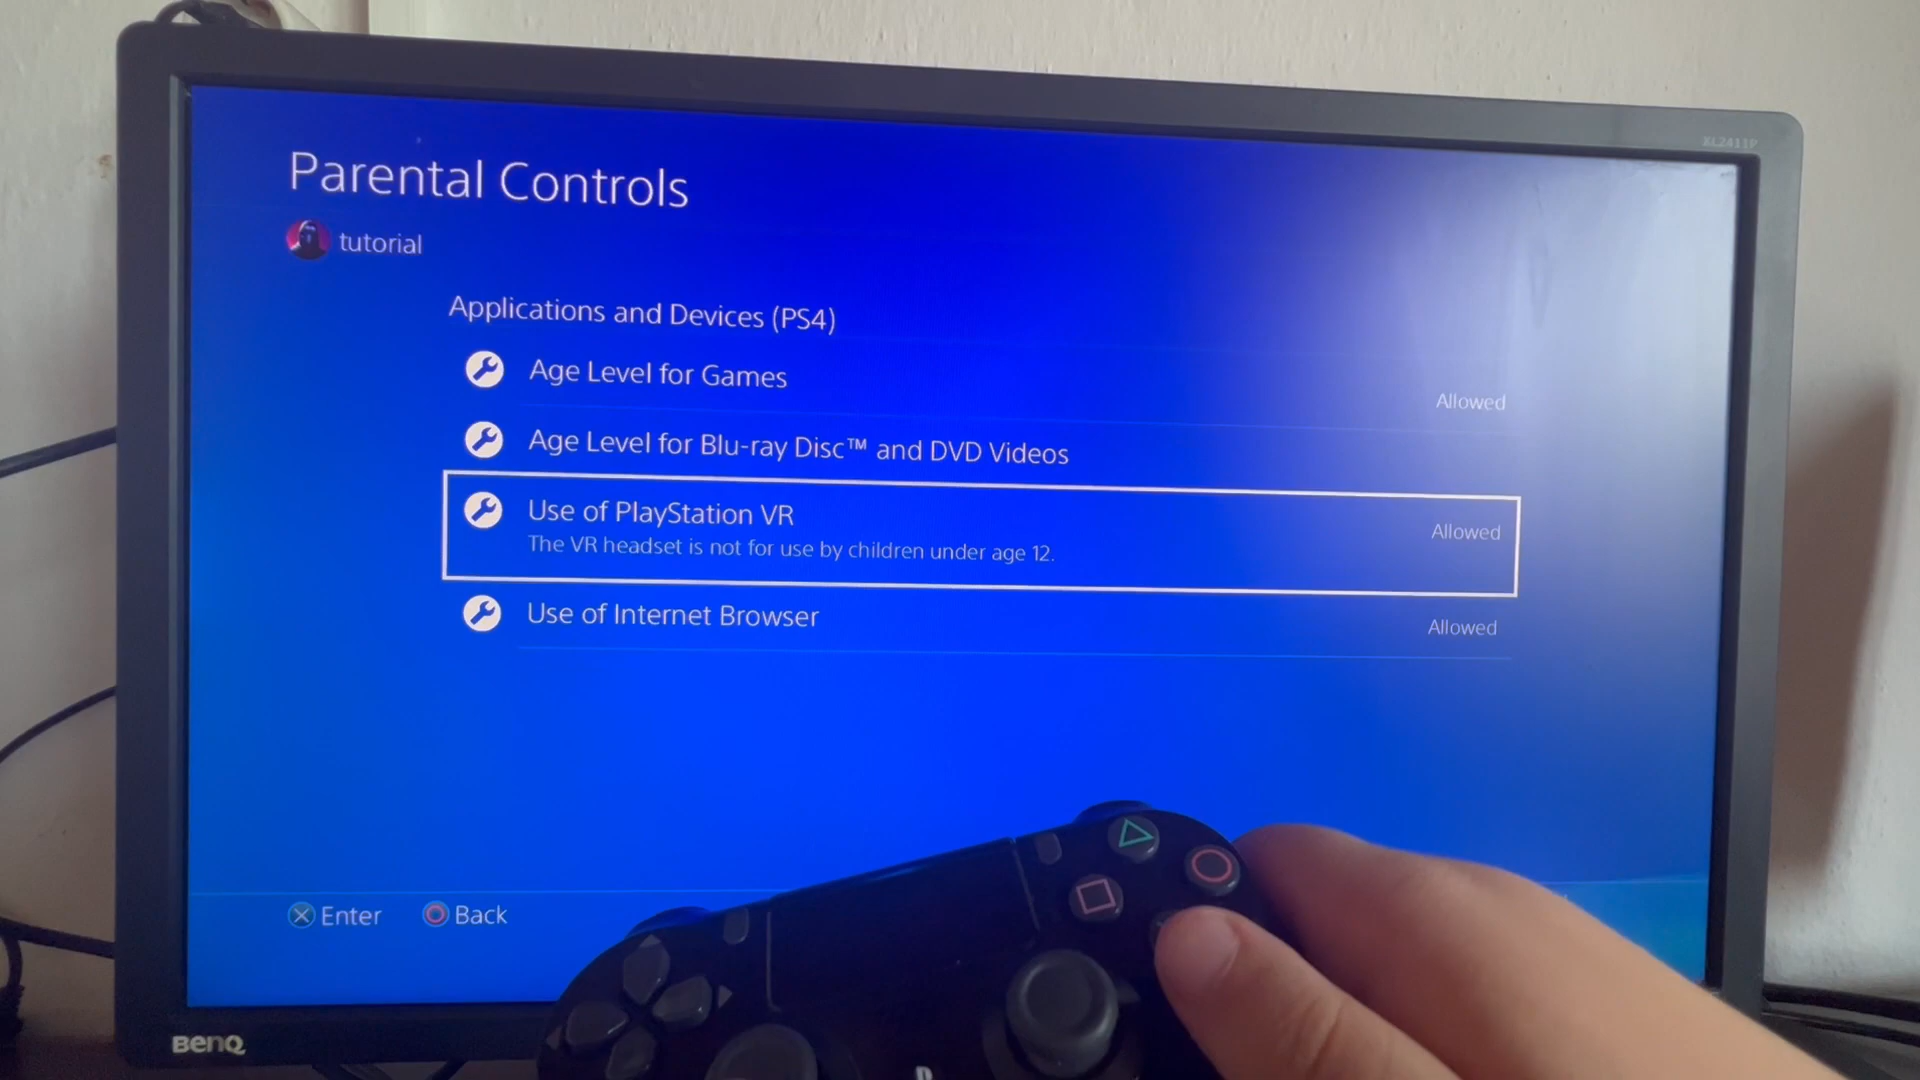 XL2411P
Parental Controls
tutorial
Applications and Devices (PS4)
Age Level for Games
Allowed
Age Level for Blu-ray Disc™ and DVD Videos
Use of PlayStation VR
Allowed
The VR headset is not for use by children under age 12.
Use of Internet Browser
Allowed
Enter
Back
BenQ